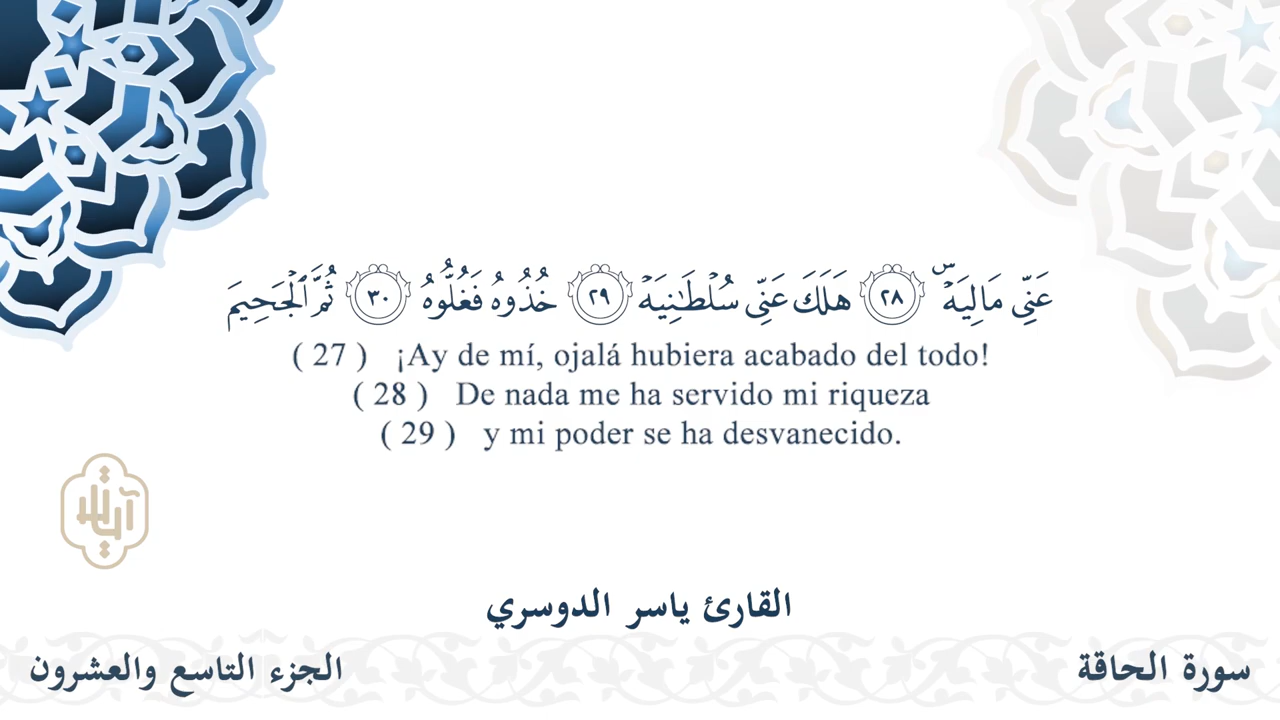 عَنِّي مَالِيَهۡۜ ٢٨ هَلَكَ عَنِّي سُلۡطَٰنِيَهۡ ٢٩ خُذُوهُ فَغُلُّوهُ ٣٠ ثُمَّ ٱلۡجَحِيمَ
( 27 ) ¡Ay de mí, ojalá hubiera acabado del todo!
( 28 ) De nada me ha servido mi riqueza
( 29 ) y mi poder se ha desvanecido.
آيات
القارئ ياسر الدوسري
سورة الحاقة
الجزء التاسع والعشرون